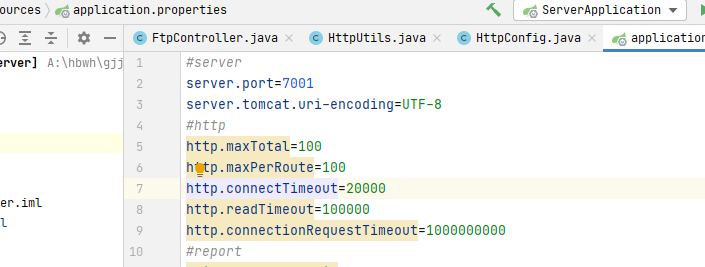 ources › application.properties
ServerApplication
FtpController.java
HttpUtils.java
HttpConfig.java
application
erver] A:\hbwh\gjj
er.iml
l
1 #server
2 server.port=7001
3 server.tomcat.uri-encoding=UTF-8
4 #http
5 http.maxTotal=100
6 http.maxPerRoute=100
7 http.connectTimeout=20000
8 http.readTimeout=100000
9 http.connectionRequestTimeout=1000000000
10 #report